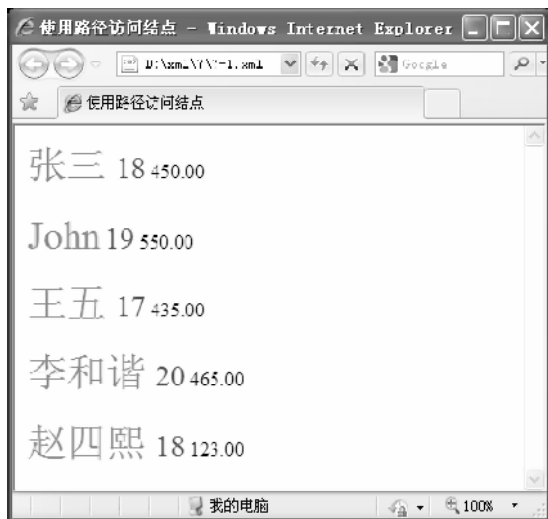 使用路径访问结点 - Windows Internet Explorer
Google
使用路径访问结点
张三 18 450.00
John 19 550.00
王五 17 435.00
李和谐 20 465.00
赵四熙 18 123.00
我的电脑
100%